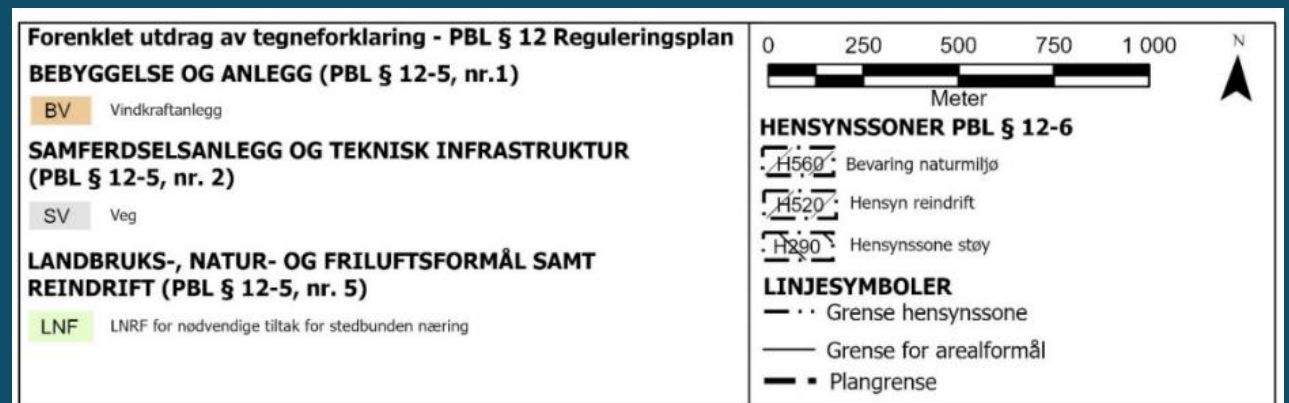 Forenklet utdrag av tegneforklaring - PBL § 12 Reguleringsplan
BEBYGGELSE OG ANLEGG (PBL § 12-5, nr.1)
BV Vindkraftanlegg
SAMFERDSELSANLEGG OG TEKNISK INFRASTRUKTUR
(PBL § 12-5, nr. 2)
SV Veg
LANDBRUKS-, NATUR- OG FRILUFTSFORMÅL SAMT
REINDRIFT (PBL § 12-5, nr. 5)
LNF LNRF for nødvendige tiltak for stedbunden næring
0 250 500 750 1 000
N
Meter
HENSYNSSONER PBL § 12-6
H560 Bevaring naturmiljø
H520 Hensyn reindrift
H290 Hensynssone støy
LINJESYMBOLER
Grense hensynssone
Grense for arealformål
Plangrense